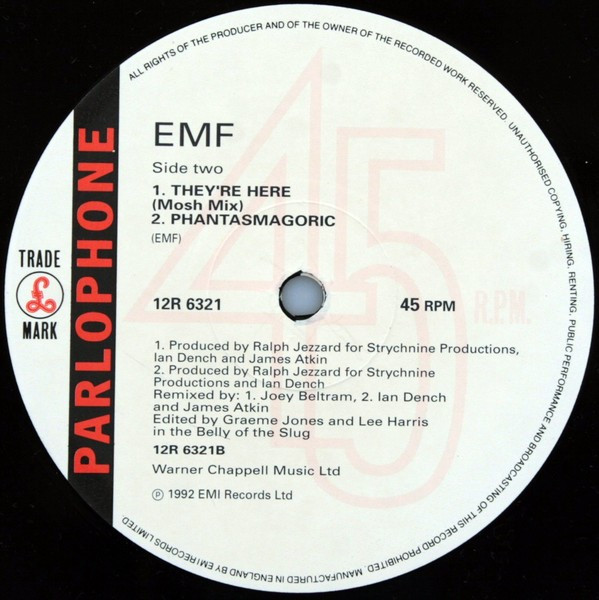 ALL RIGHTS OF THE PRODUCER AND OF THE OWNER OF THE RECORDED WORK RESERVED. UNAUTHORISED COPYING, HIRING, RENTING, PUBLIC PERFORMANCE AND BROADCASTING OF THIS RECORD PROHIBITED. MANUFACTURED IN ENGLAND BY EMI RECORDS LIMITED
PARLOPHONE
TRADE
£
MARK
45
R.P.M.
EMF
Side two
1. THEY'RE HERE
(Mosh Mix)
2. PHANTASMAGORIC
(EMF)
12R 6321 45 RPM
1. Produced by Ralph Jezzard for Strychnine Productions,
Ian Dench and James Atkin
2. Produced by Ralph Jezzard for Strychnine
Productions and Ian Dench
Remixed by: 1. Joey Beltram, 2. Ian Dench
and James Atkin
Edited by Graeme Jones and Lee Harris
in the Belly of the Slug
12R 6321B
Warner Chappell Music Ltd
℗ 1992 EMI Records Ltd